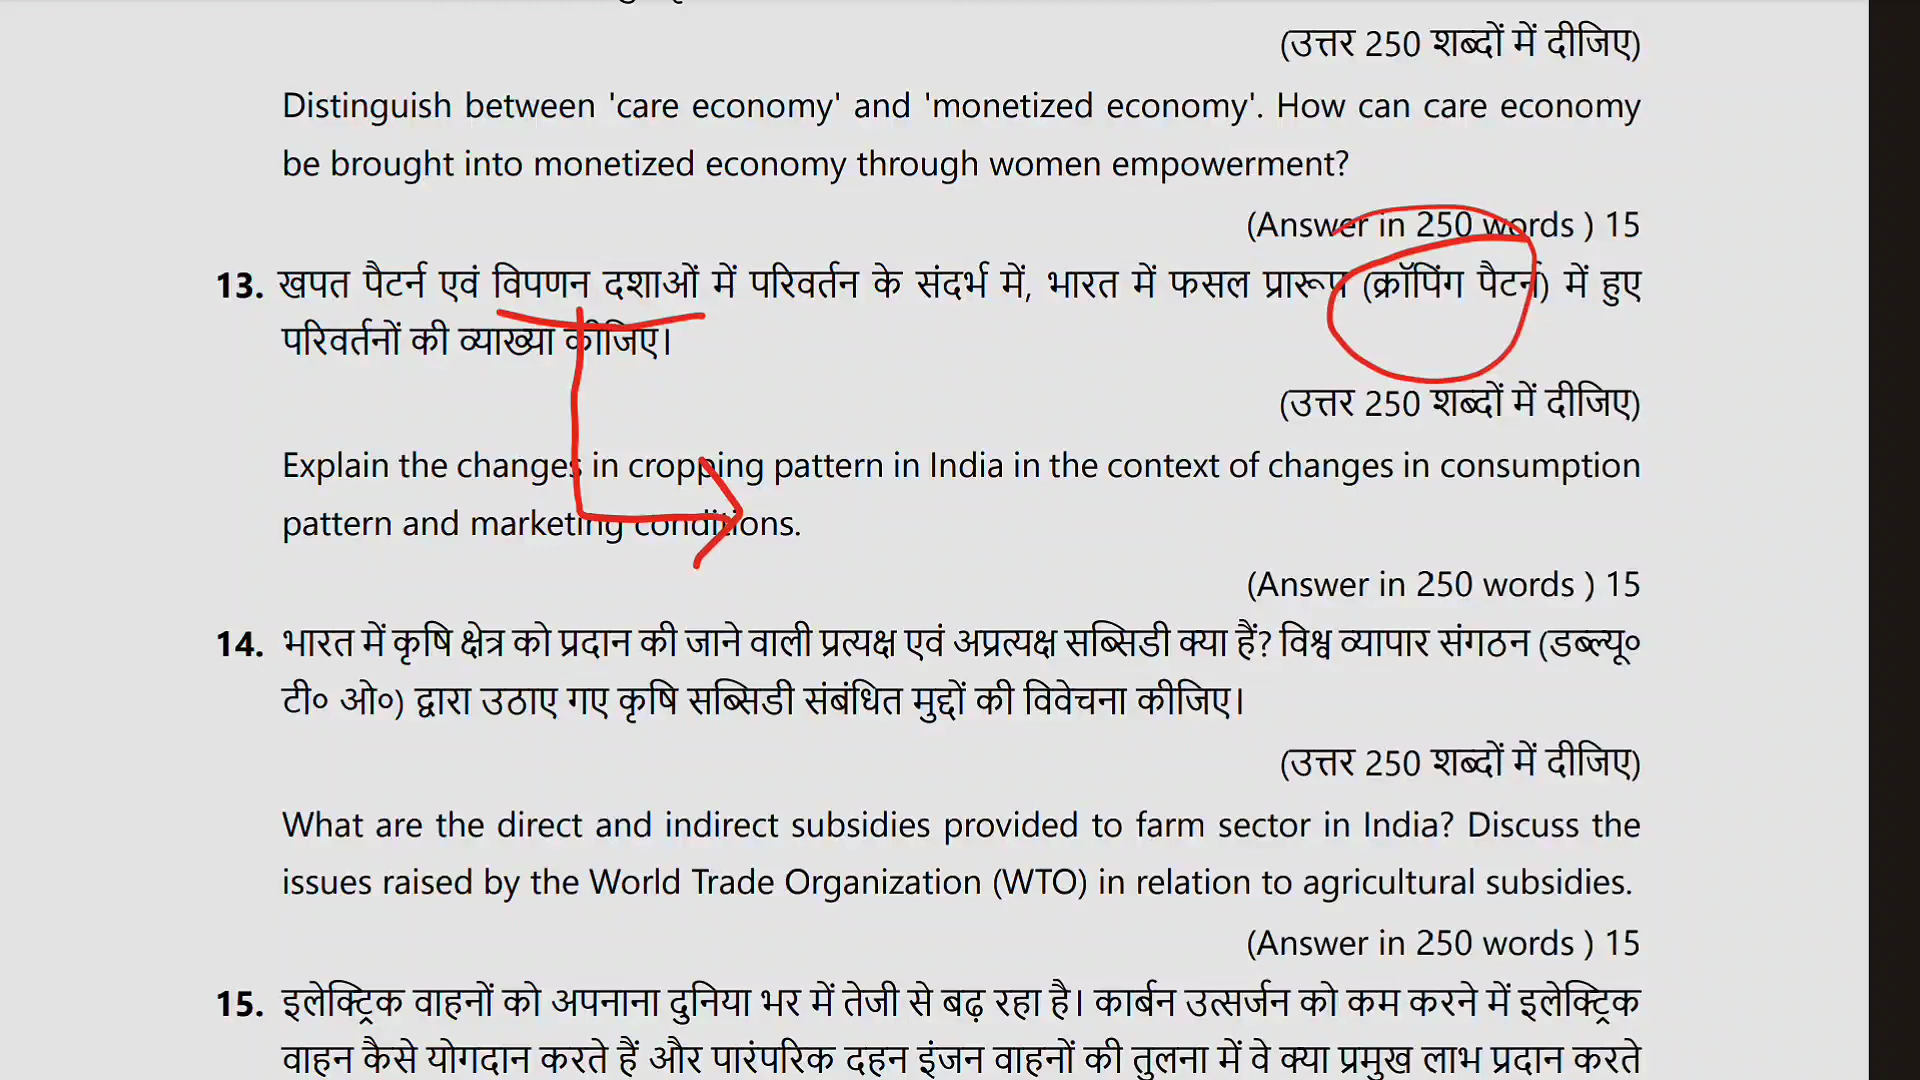 (उत्तर 250 शब्दों में दीजिए)
Distinguish between 'care economy' and 'monetized economy'. How can care economy
be brought into monetized economy through women empowerment?
(Answer in 250 words ) 15
13. खपत पैटर्न एवं विपणन दशाओं में परिवर्तन के संदर्भ में, भारत में फसल प्रारूप (क्रॉपिंग पैटर्न) में हुए
परिवर्तनों की व्याख्या कीजिए।
(उत्तर 250 शब्दों में दीजिए)
Explain the changes in cropping pattern in India in the context of changes in consumption
pattern and marketing conditions.
(Answer in 250 words ) 15
14. भारत में कृषि क्षेत्र को प्रदान की जाने वाली प्रत्यक्ष एवं अप्रत्यक्ष सब्सिडी क्या हैं? विश्व व्यापार संगठन (डब्ल्यू०
टी० ओ०) द्वारा उठाए गए कृषि सब्सिडी संबंधित मुद्दों की विवेचना कीजिए।
(उत्तर 250 शब्दों में दीजिए)
What are the direct and indirect subsidies provided to farm sector in India? Discuss the
issues raised by the World Trade Organization (WTO) in relation to agricultural subsidies.
(Answer in 250 words ) 15
15. इलेक्ट्रिक वाहनों को अपनाना दुनिया भर में तेजी से बढ़ रहा है। कार्बन उत्सर्जन को कम करने में इलेक्ट्रिक
वाहन कैसे योगदान करते हैं और पारंपरिक दहन इंजन वाहनों की तुलना में वे क्या प्रमुख लाभ प्रदान करते